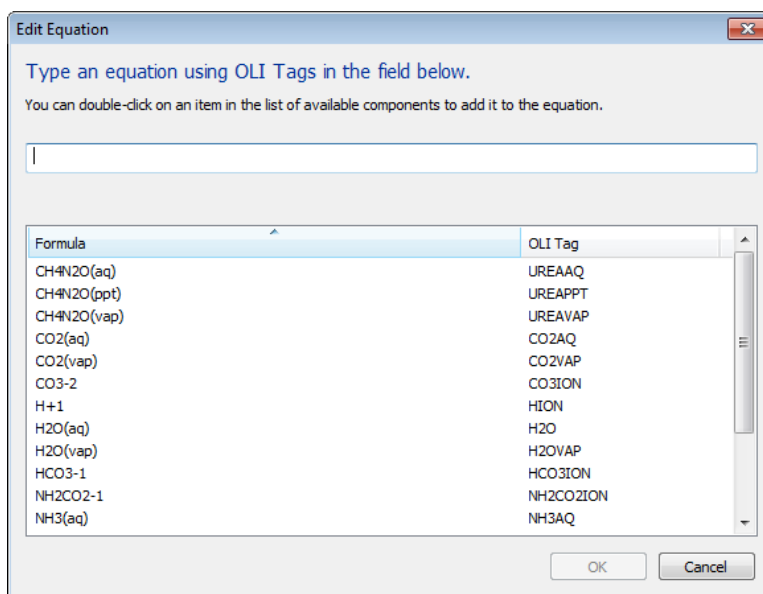 Edit Equation
Type an equation using OLI Tags in the field below.
You can double-click on an item in the list of available components to add it to the equation.
Formula OLI Tag
CH4N2O(aq) UREAAQ
CH4N2O(ppt) UREAPPT
CH4N2O(vap) UREAVAP
CO2(aq) CO2AQ
CO2(vap) CO2VAP
CO3-2 CO3ION
H+1 HION
H2O(aq) H2O
H2O(vap) H2OVAP
HCO3-1 HCO3ION
NH2CO2-1 NH2CO2ION
NH3(aq) NH3AQ
OK Cancel